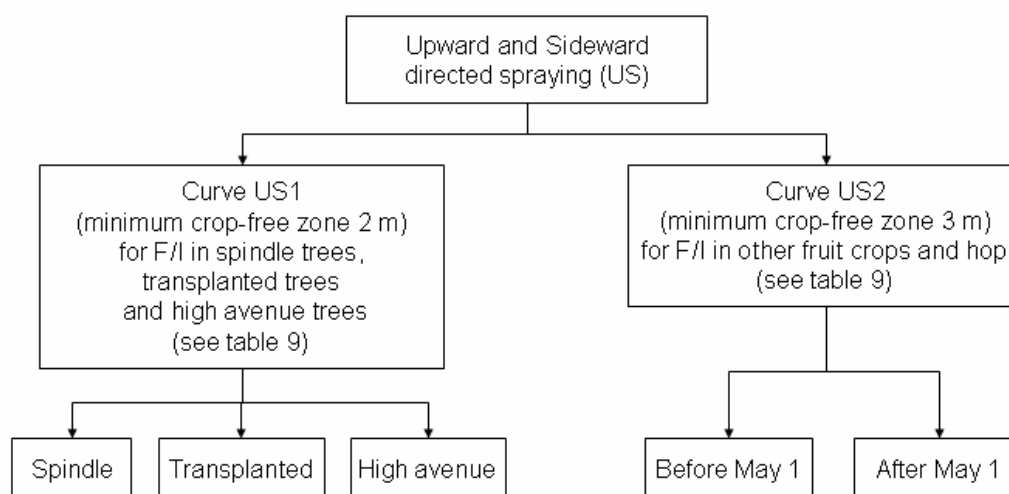 Upward and Sideward
directed spraying (US)
Curve US1
(minimum crop-free zone 2 m)
for F/I in spindle trees,
transplanted trees
and high avenue trees
(see table 9)
Curve US2
(minimum crop-free zone 3 m)
for F/I in other fruit crops and hop
(see table 9)
Spindle
Transplanted
High avenue
Before May 1
After May 1